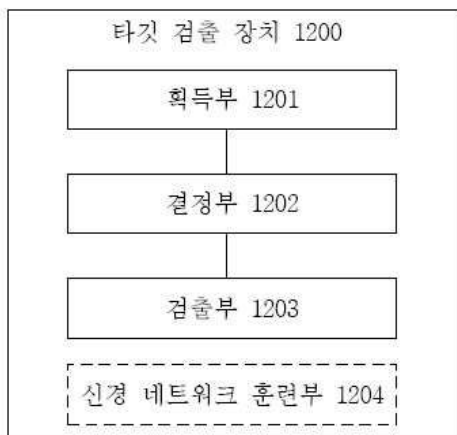 타깃 검출 장치 1200
획득부 1201
결정부 1202
검출부 1203
신경 네트워크 훈련부 1204